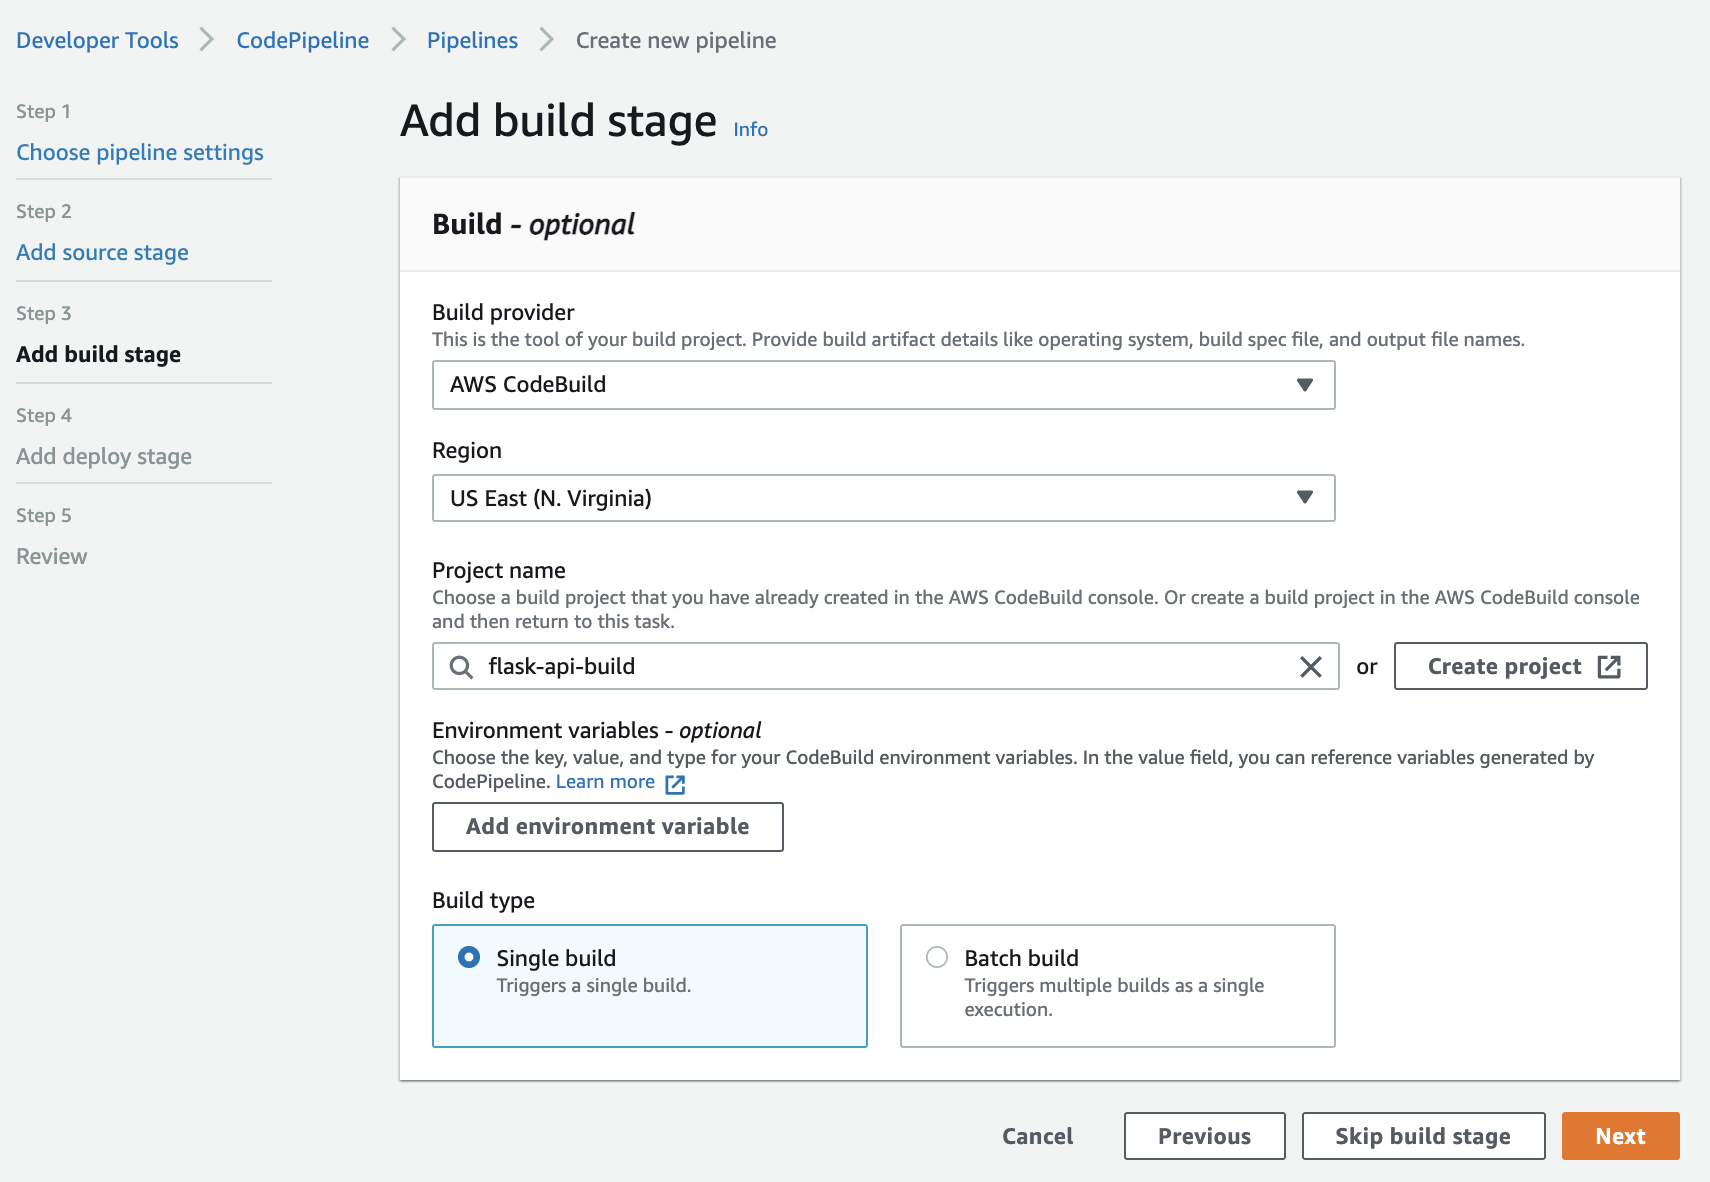 Developer Tools > CodePipeline > Pipelines > Create new pipeline
Step 1
Choose pipeline settings
Step 2
Add source stage
Step 3
Add build stage
Step 4
Add deploy stage
Step 5
Review
Add build stage Info
Build - optional
Build provider
This is the tool of your build project. Provide build artifact details like operating system, build spec file, and output file names.
AWS CodeBuild
Region
US East (N. Virginia)
Project name
Choose a build project that you have already created in the AWS CodeBuild console. Or create a build project in the AWS CodeBuild console
and then return to this task.
flask-api-build or Create project
Environment variables - optional
Choose the key, value, and type for your CodeBuild environment variables. In the value field, you can reference variables generated by
CodePipeline. Learn more
Add environment variable
Build type
Single build
Triggers a single build.
Batch build
Triggers multiple builds as a single
execution.
Cancel Previous Skip build stage Next